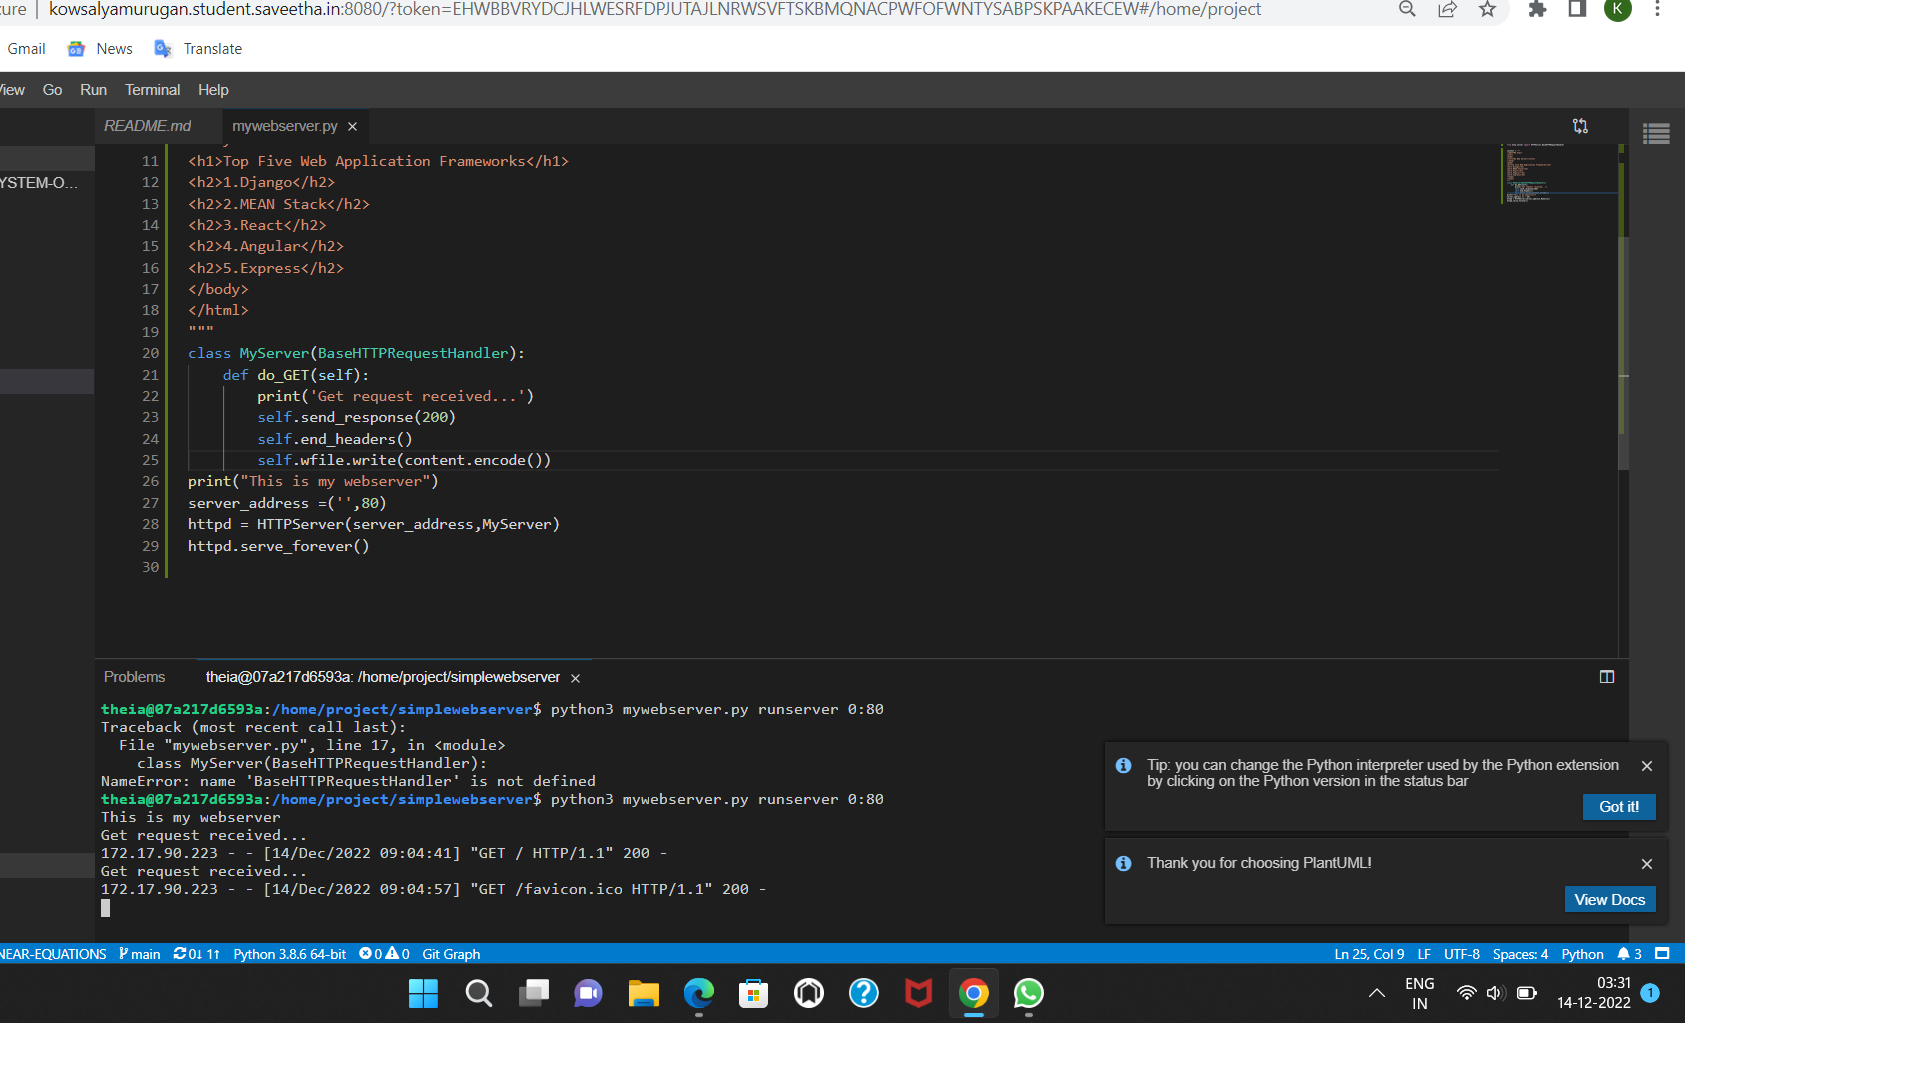 cure | kowsalyamurugan.student.saveetha.in:8080/?token=EHWBBVRYDCJHLWESRFDPJUTAJLNRWSVFTSKBMQNACPWFOFWNTYSABPSKPAAKECEW#/home/project
K
Gmail News Translate
View Go Run Terminal Help
README.md mywebserver.py
YSTEM-O...
11 <h1>Top Five Web Application Frameworks</h1>
12 <h2>1.Django</h2>
13 <h2>2.MEAN Stack</h2>
14 <h2>3.React</h2>
15 <h2>4.Angular</h2>
16 <h2>5.Express</h2>
17 </body>
18 </html>
19 """
20 class MyServer(BaseHTTPRequestHandler):
21     def do_GET(self):
22         print('Get request received...')
23         self.send_response(200)
24         self.end_headers()
25         self.wfile.write(content.encode())
26 print("This is my webserver")
27 server_address =('',80)
28 httpd = HTTPServer(server_address,MyServer)
29 httpd.serve_forever()
30
Problems theia@07a217d6593a: /home/project/simplewebserver
theia@07a217d6593a:/home/project/simplewebserver$ python3 mywebserver.py runserver 0:80
Traceback (most recent call last):
  File "mywebserver.py", line 17, in <module>
    class MyServer(BaseHTTPRequestHandler):
NameError: name 'BaseHTTPRequestHandler' is not defined
theia@07a217d6593a:/home/project/simplewebserver$ python3 mywebserver.py runserver 0:80
This is my webserver
Get request received...
172.17.90.223 - - [14/Dec/2022 09:04:41] "GET / HTTP/1.1" 200 -
Get request received...
172.17.90.223 - - [14/Dec/2022 09:04:57] "GET /favicon.ico HTTP/1.1" 200 -
Tip: you can change the Python interpreter used by the Python extension
by clicking on the Python version in the status bar
Got it!
Thank you for choosing PlantUML!
View Docs
NEAR-EQUATIONS main 0↓ 1↑ Python 3.8.6 64-bit 0 0 Git Graph Ln 25, Col 9 LF UTF-8 Spaces: 4 Python 3
ENG
IN
03:31
14-12-2022
1